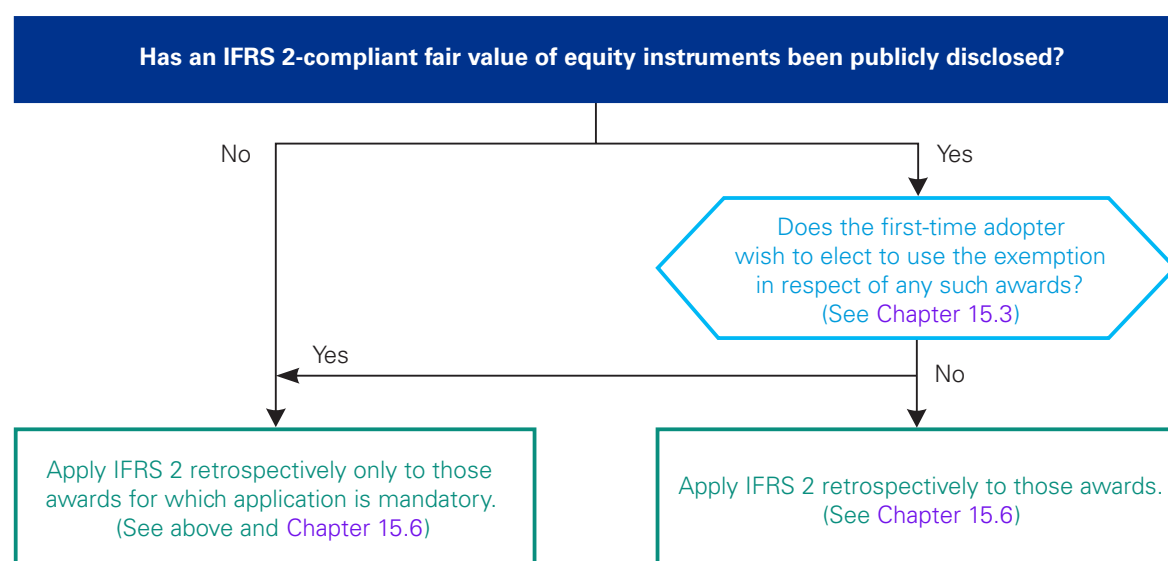 Has an IFRS 2-compliant fair value of equity instruments been publicly disclosed?
No
Yes
Does the first-time adopter
wish to elect to use the exemption
in respect of any such awards?
(See Chapter 15.3)
Yes
No
Apply IFRS 2 retrospectively only to those
awards for which application is mandatory.
(See above and Chapter 15.6)
Apply IFRS 2 retrospectively to those awards.
(See Chapter 15.6)